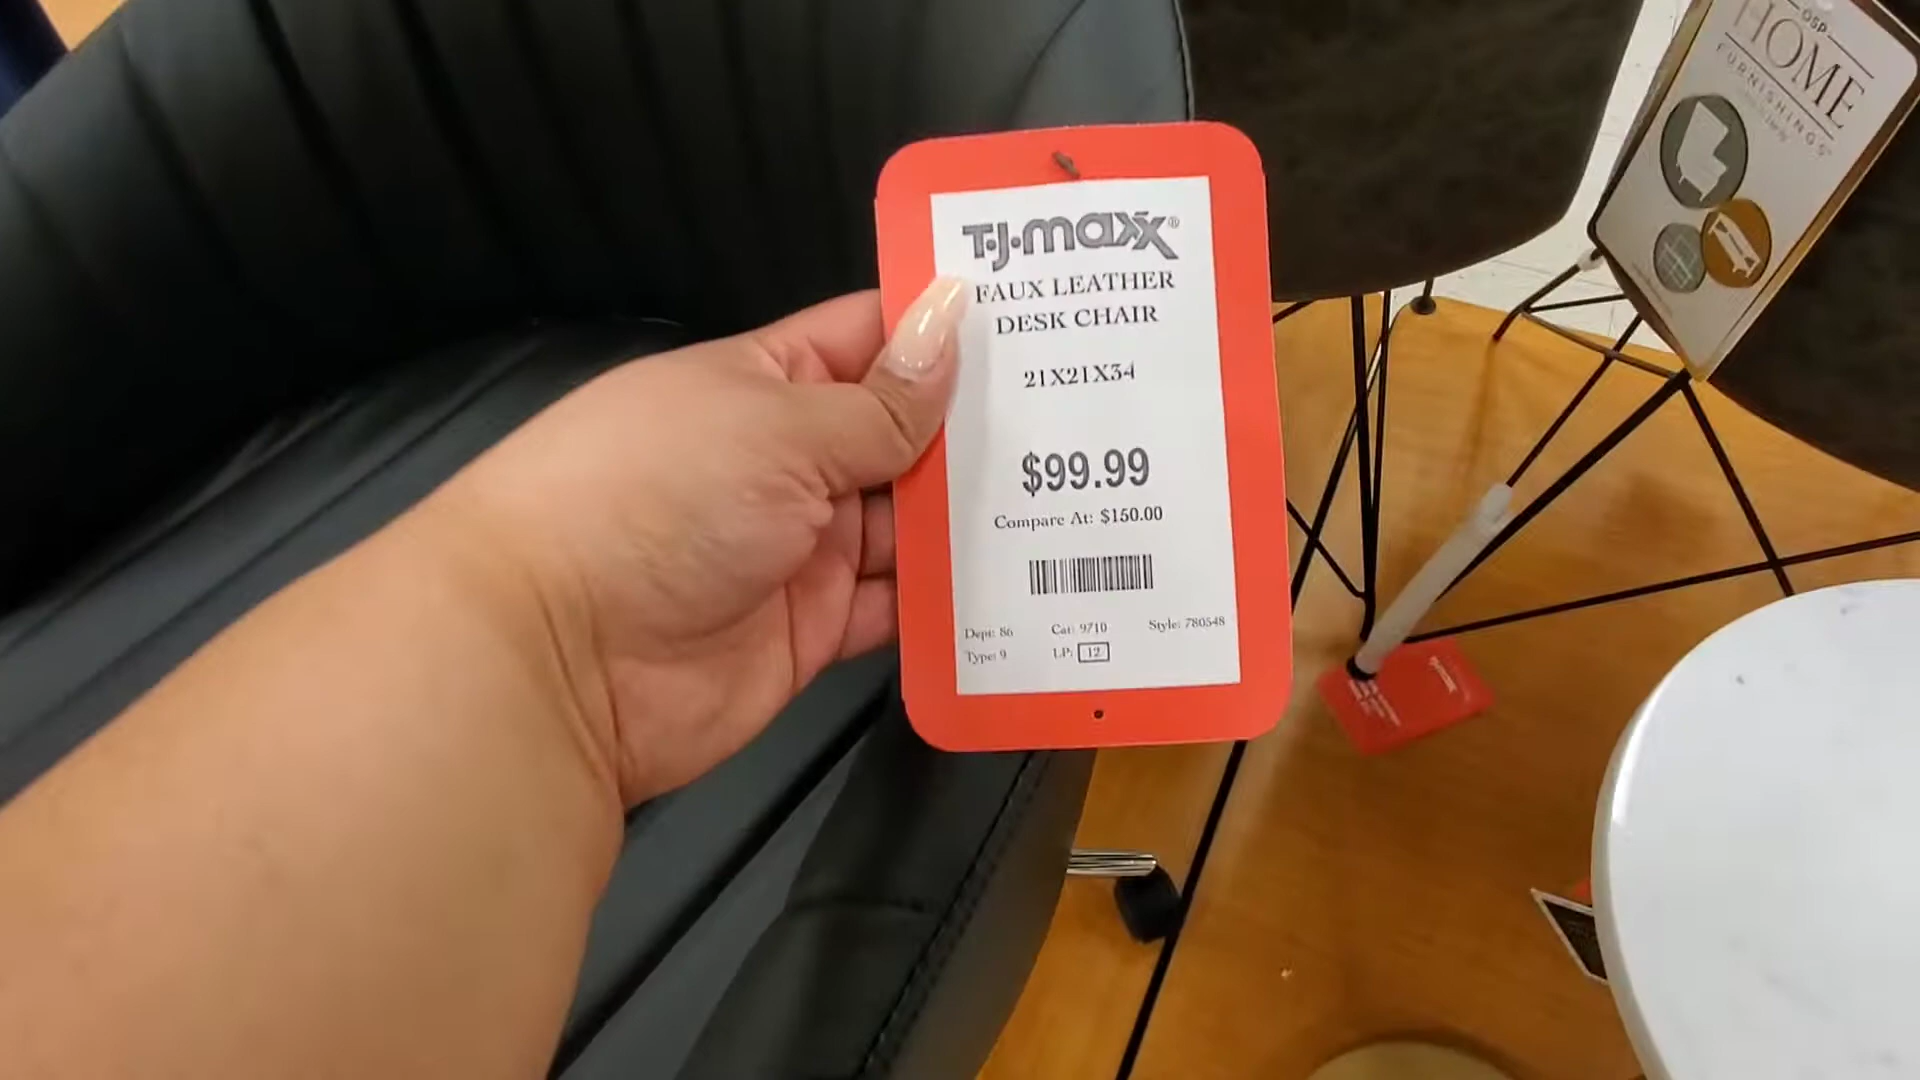 T.J.maxx®
FAUX LEATHER
DESK CHAIR
21X21X34
$99.99
Compare At: $150.00
Dept: 86 Cat: 9710 Style: 780548
Type: 9 LP: 12
OSP
HOME
FURNISHINGS